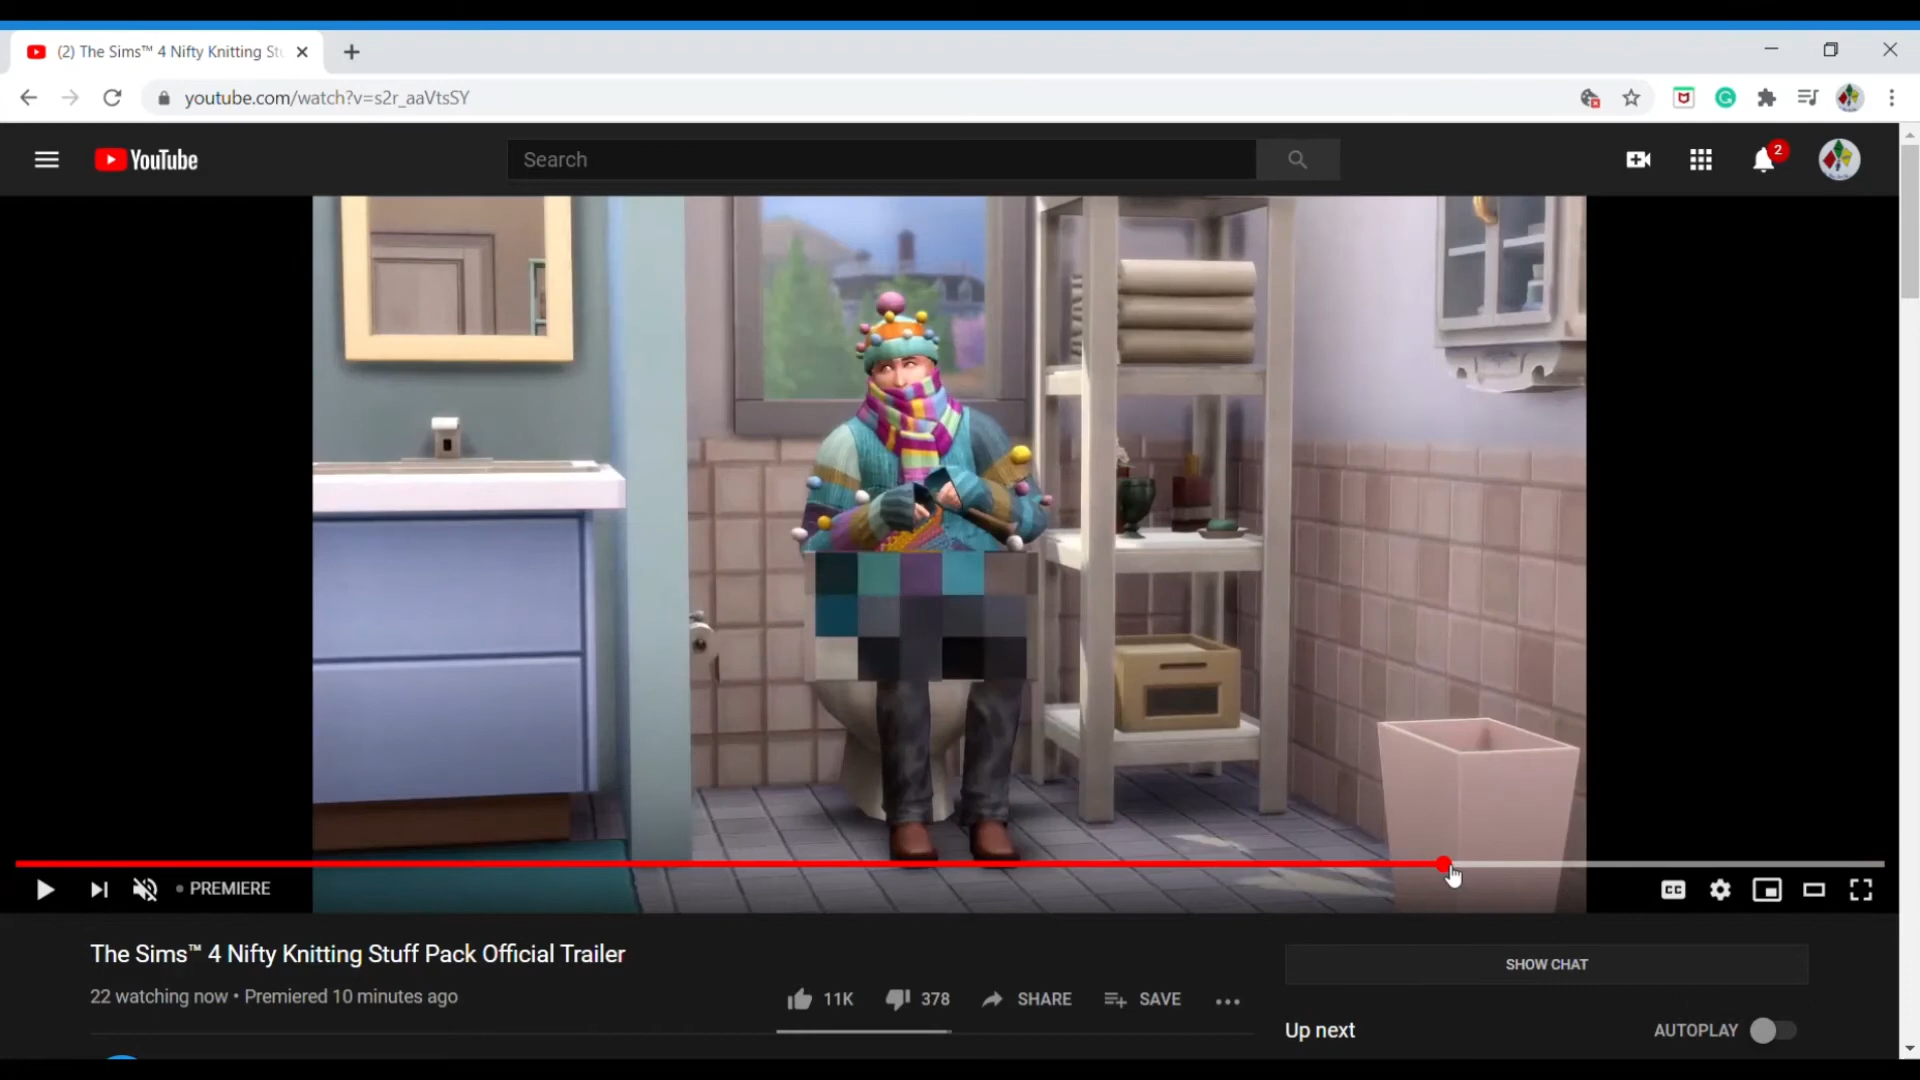 (2) The Sims™ 4 Nifty Knitting St
youtube.com/watch?v=s2r_aaVtsSY
YouTube
Search
2
PREMIERE
CC
The Sims™ 4 Nifty Knitting Stuff Pack Official Trailer
22 watching now • Premiered 10 minutes ago
11K
378
SHARE
SAVE
SHOW CHAT
Up next
AUTOPLAY